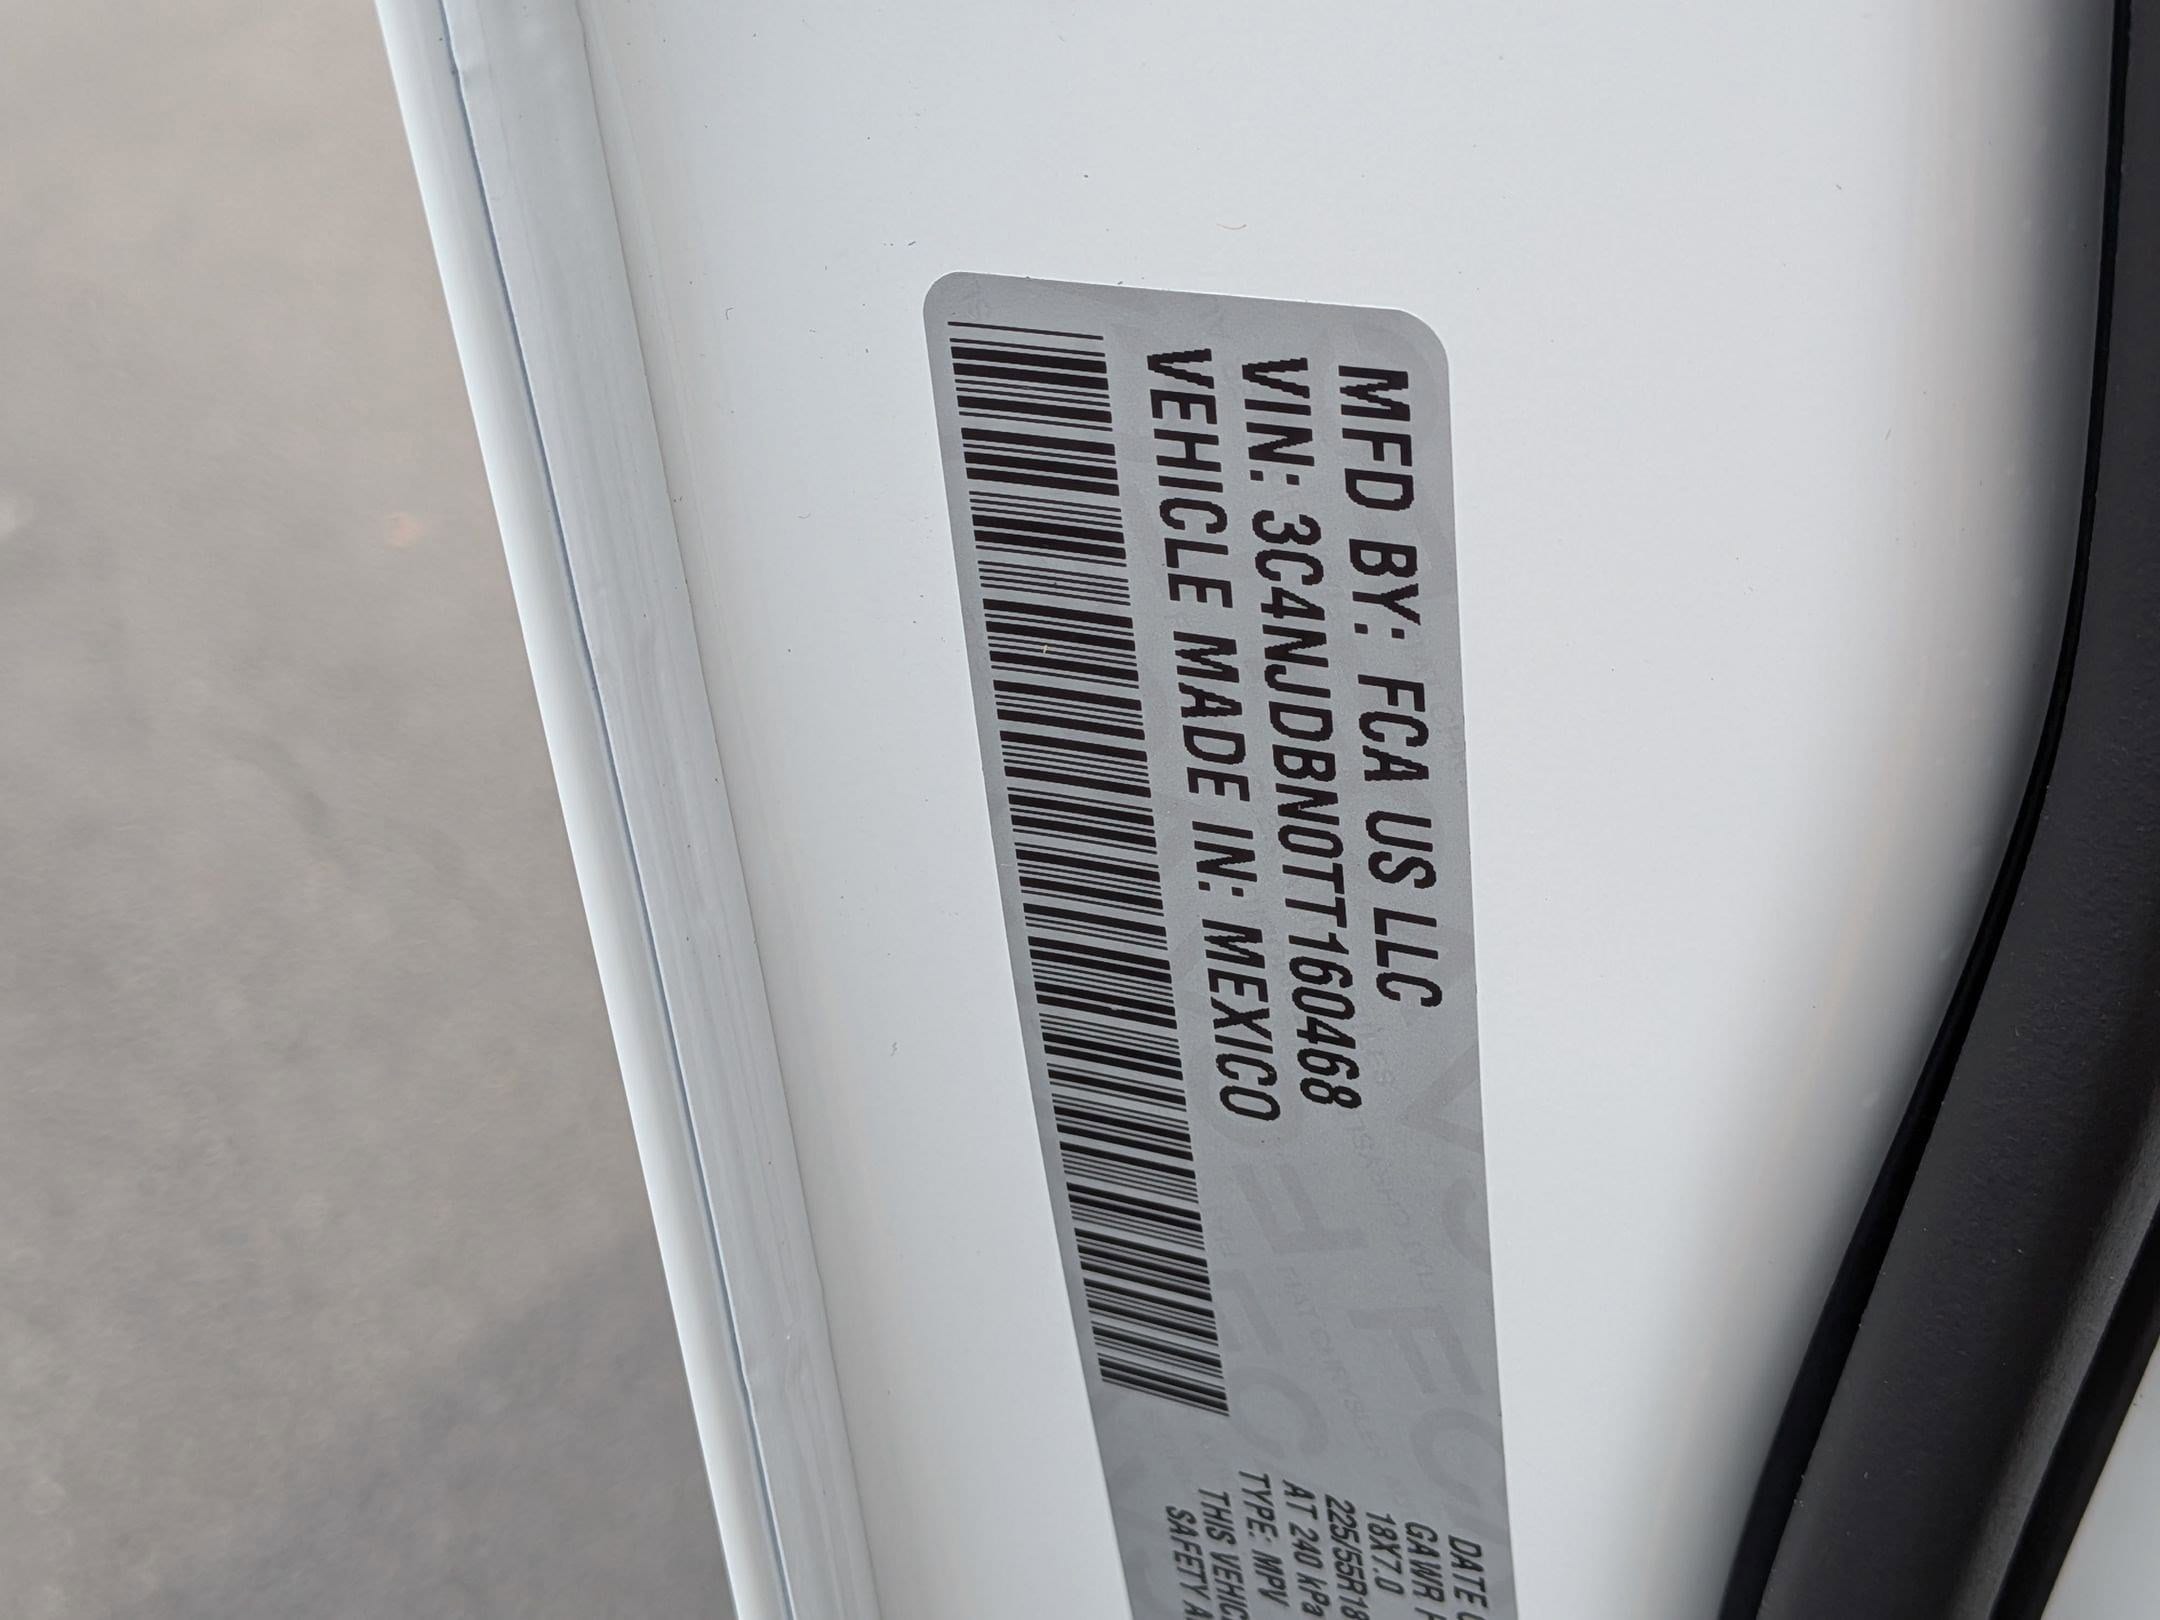 MFD BY: FCA US LLC
VIN: 3C4NJDBN0TT160468
VEHICLE MADE IN: MEXICO
DATE
GAWR
18X7.0
225/55R18
AT 240 kPa
TYPE: MPV
THIS
SAFETY